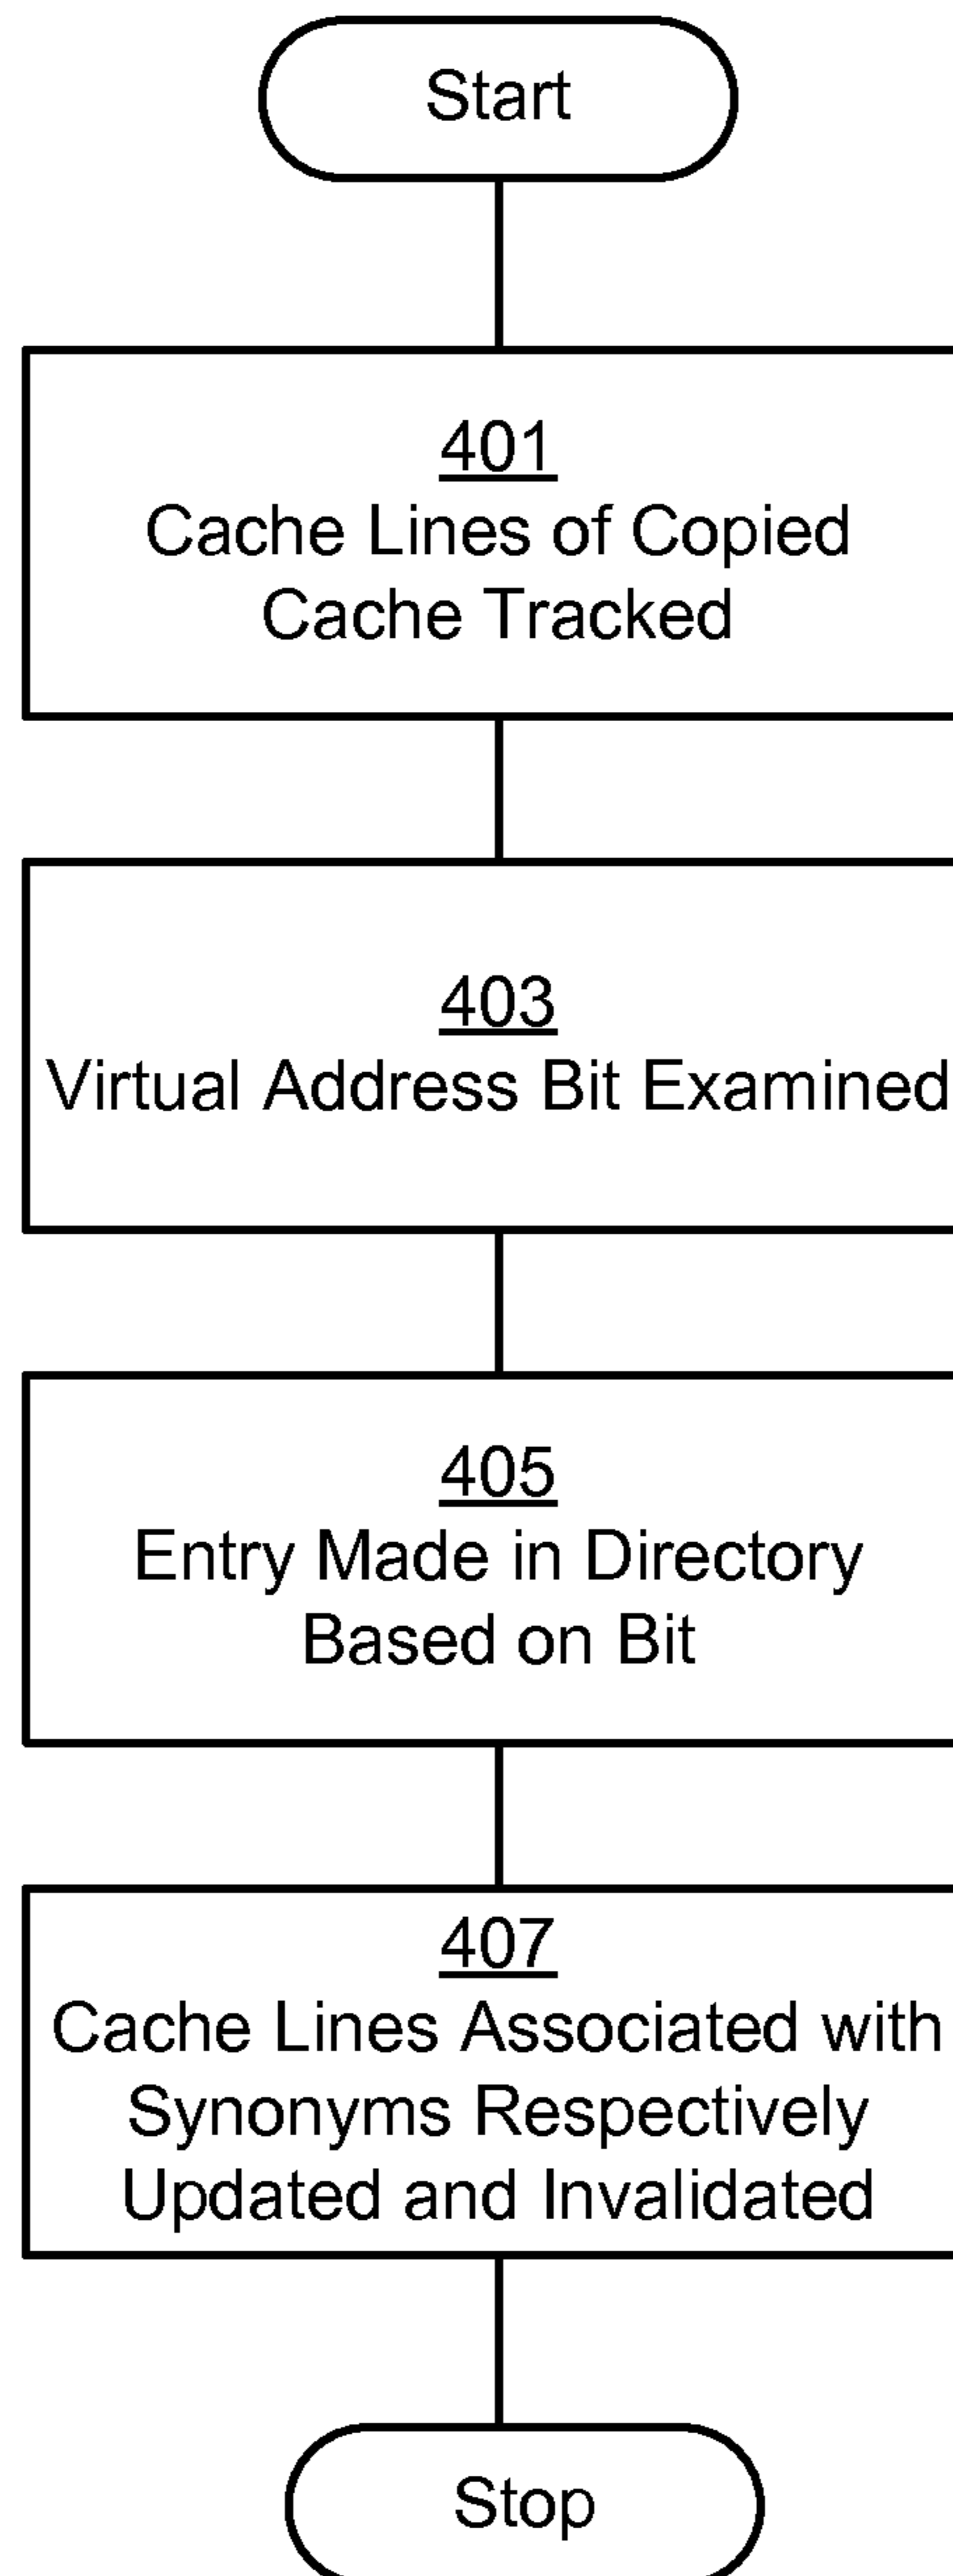 Start
401
Cache Lines of Copied
Cache Tracked
403
Virtual Address Bit Examined
405
Entry Made in Directory
Based on Bit
407
Cache Lines Associated with
Synonyms Respectively
Updated and Invalidated
Stop